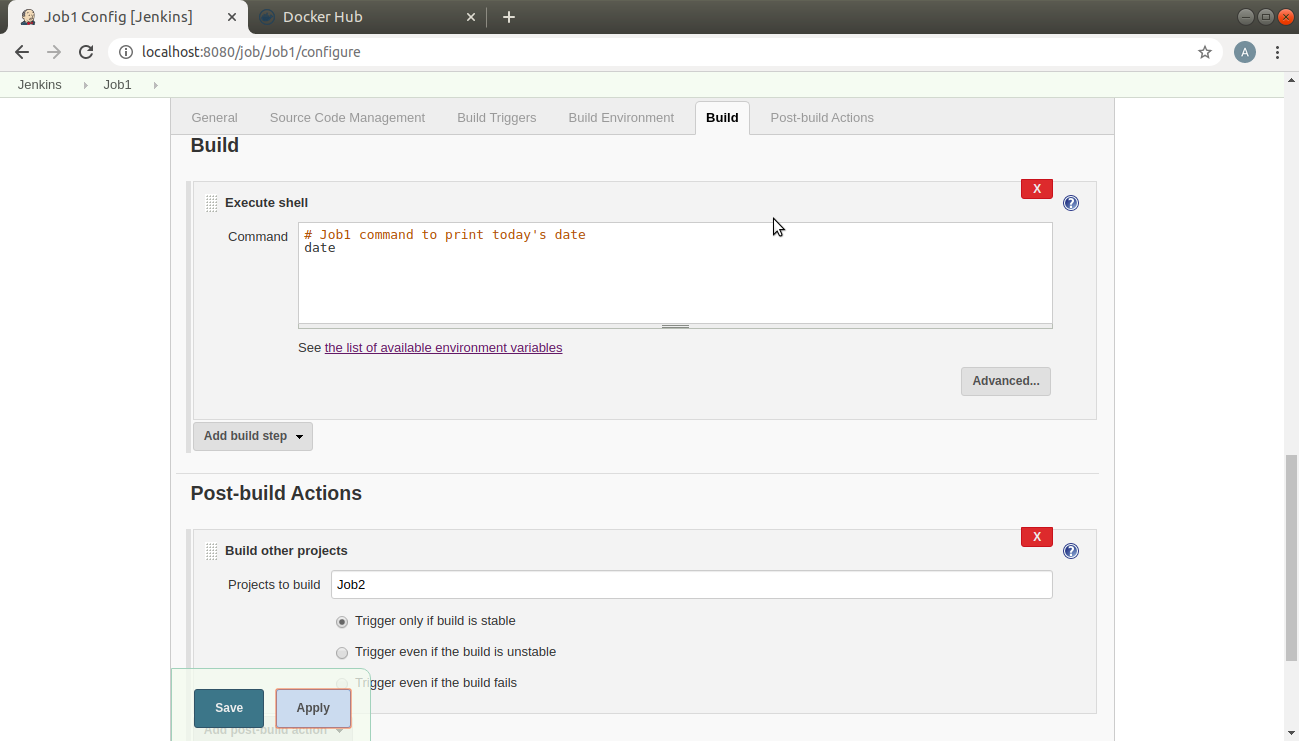 Job1 Config [Jenkins]
Docker Hub
localhost:8080/job/Job1/configure
A
Jenkins Job1
General Source Code Management Build Triggers Build Environment Build Post-build Actions
Build
X
Execute shell
?
Command
# Job1 command to print today's date
date
See the list of available environment variables
Advanced...
Add build step
Post-build Actions
X
Build other projects
?
Projects to build
Job2
Trigger only if build is stable
Trigger even if the build is unstable
Trigger even if the build fails
Save Apply
Add post-build action